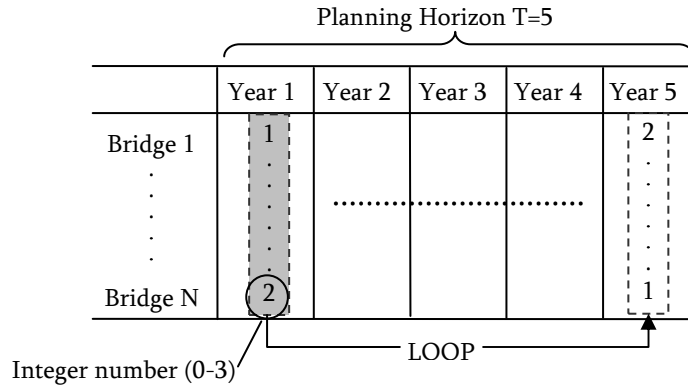 Planning Horizon T=5
Year 1 Year 2 Year 3 Year 4 Year 5
Bridge 1 1 2
Bridge N 2 1
LOOP
Integer number (0-3)